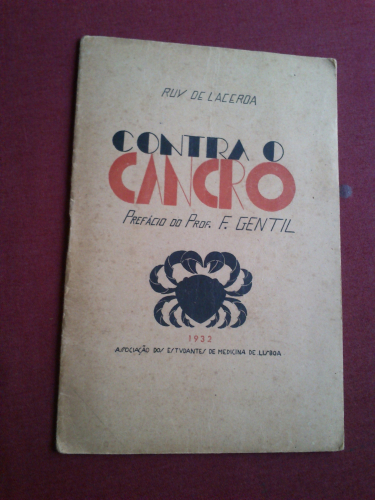 RUY DE LACERDA
CONTRA O
CANCRO
PREFÁCIO DO PROF. F. GENTIL
1933
ASSOCIAÇÃO DOS ESTUDANTES DE MEDICINA DE LISBOA